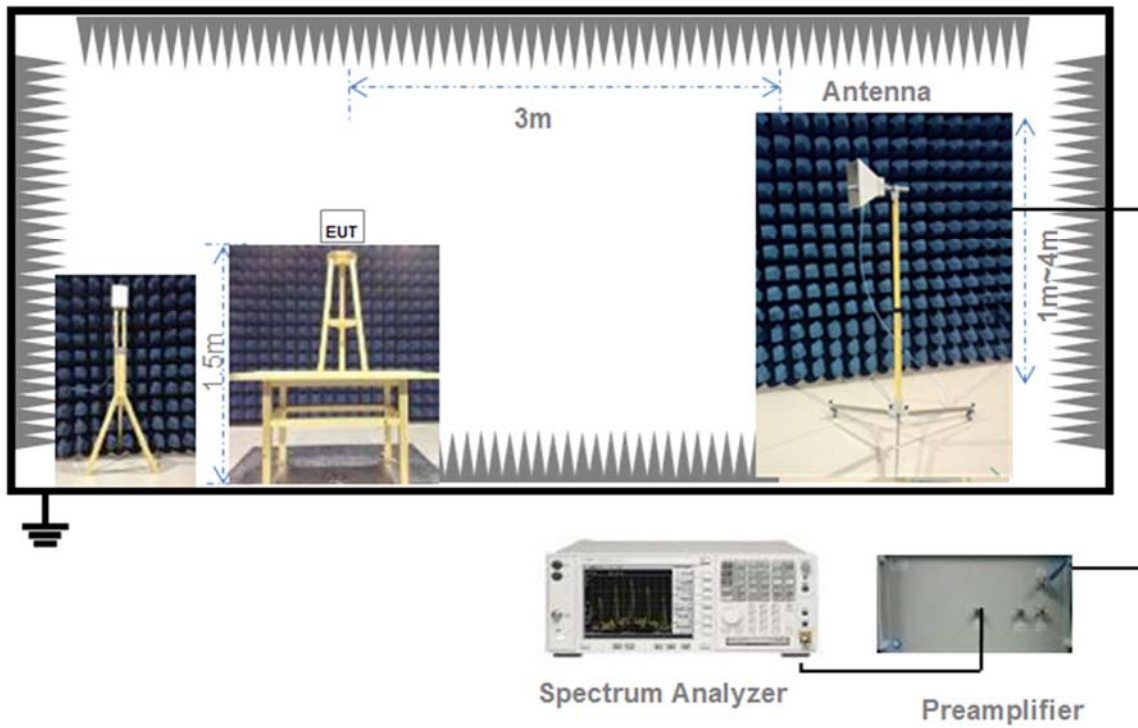 3m
Antenna
EUT
1.5m
1m~4m
Spectrum Analyzer
Preamplifier